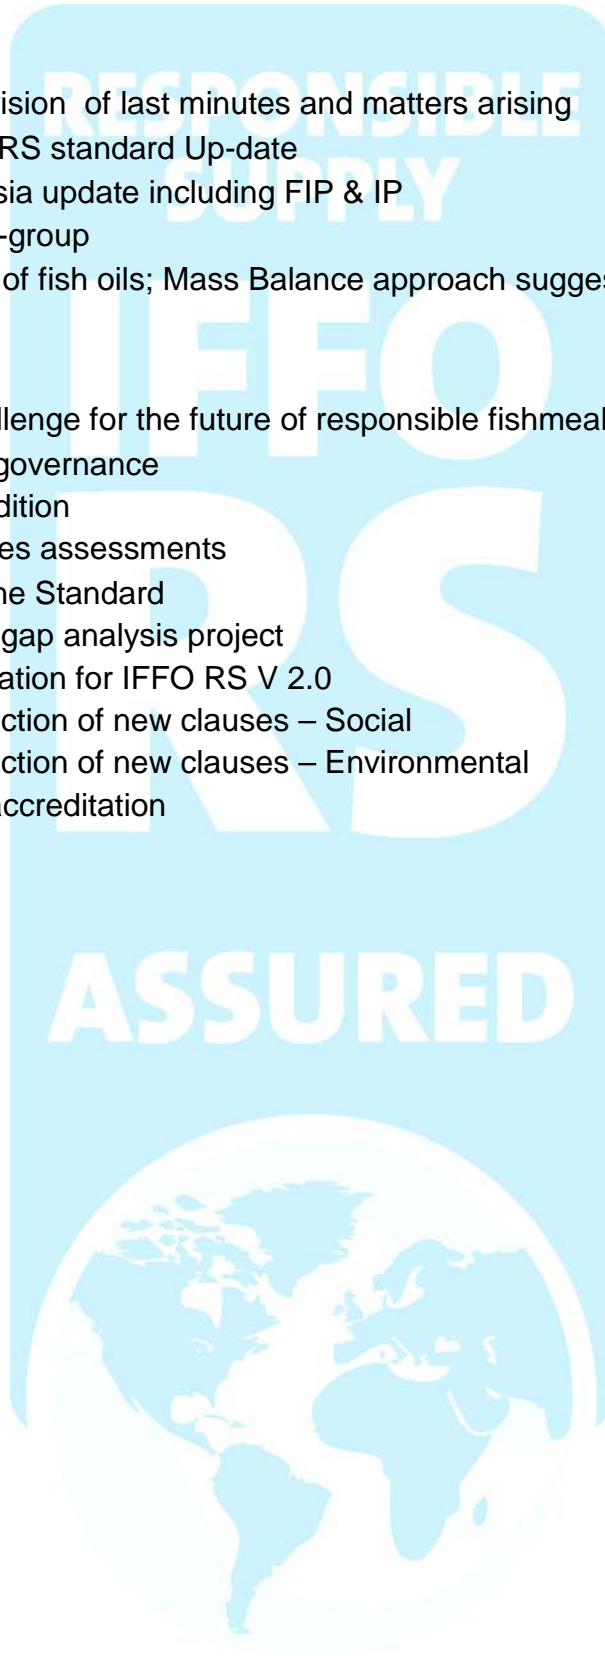 ision of last minutes and matters arising
RS standard Up-date
sia update including FIP & IP
-group
of fish oils; Mass Balance approach sugges
llenge for the future of responsible fishmeal
governance
dition
es assessments
ne Standard
gap analysis project
ation for IFFO RS V 2.0
ction of new clauses – Social
ction of new clauses – Environmental
accreditation
RESPONSIBLE
SUPPLY
IFFO
RS
ASSURED